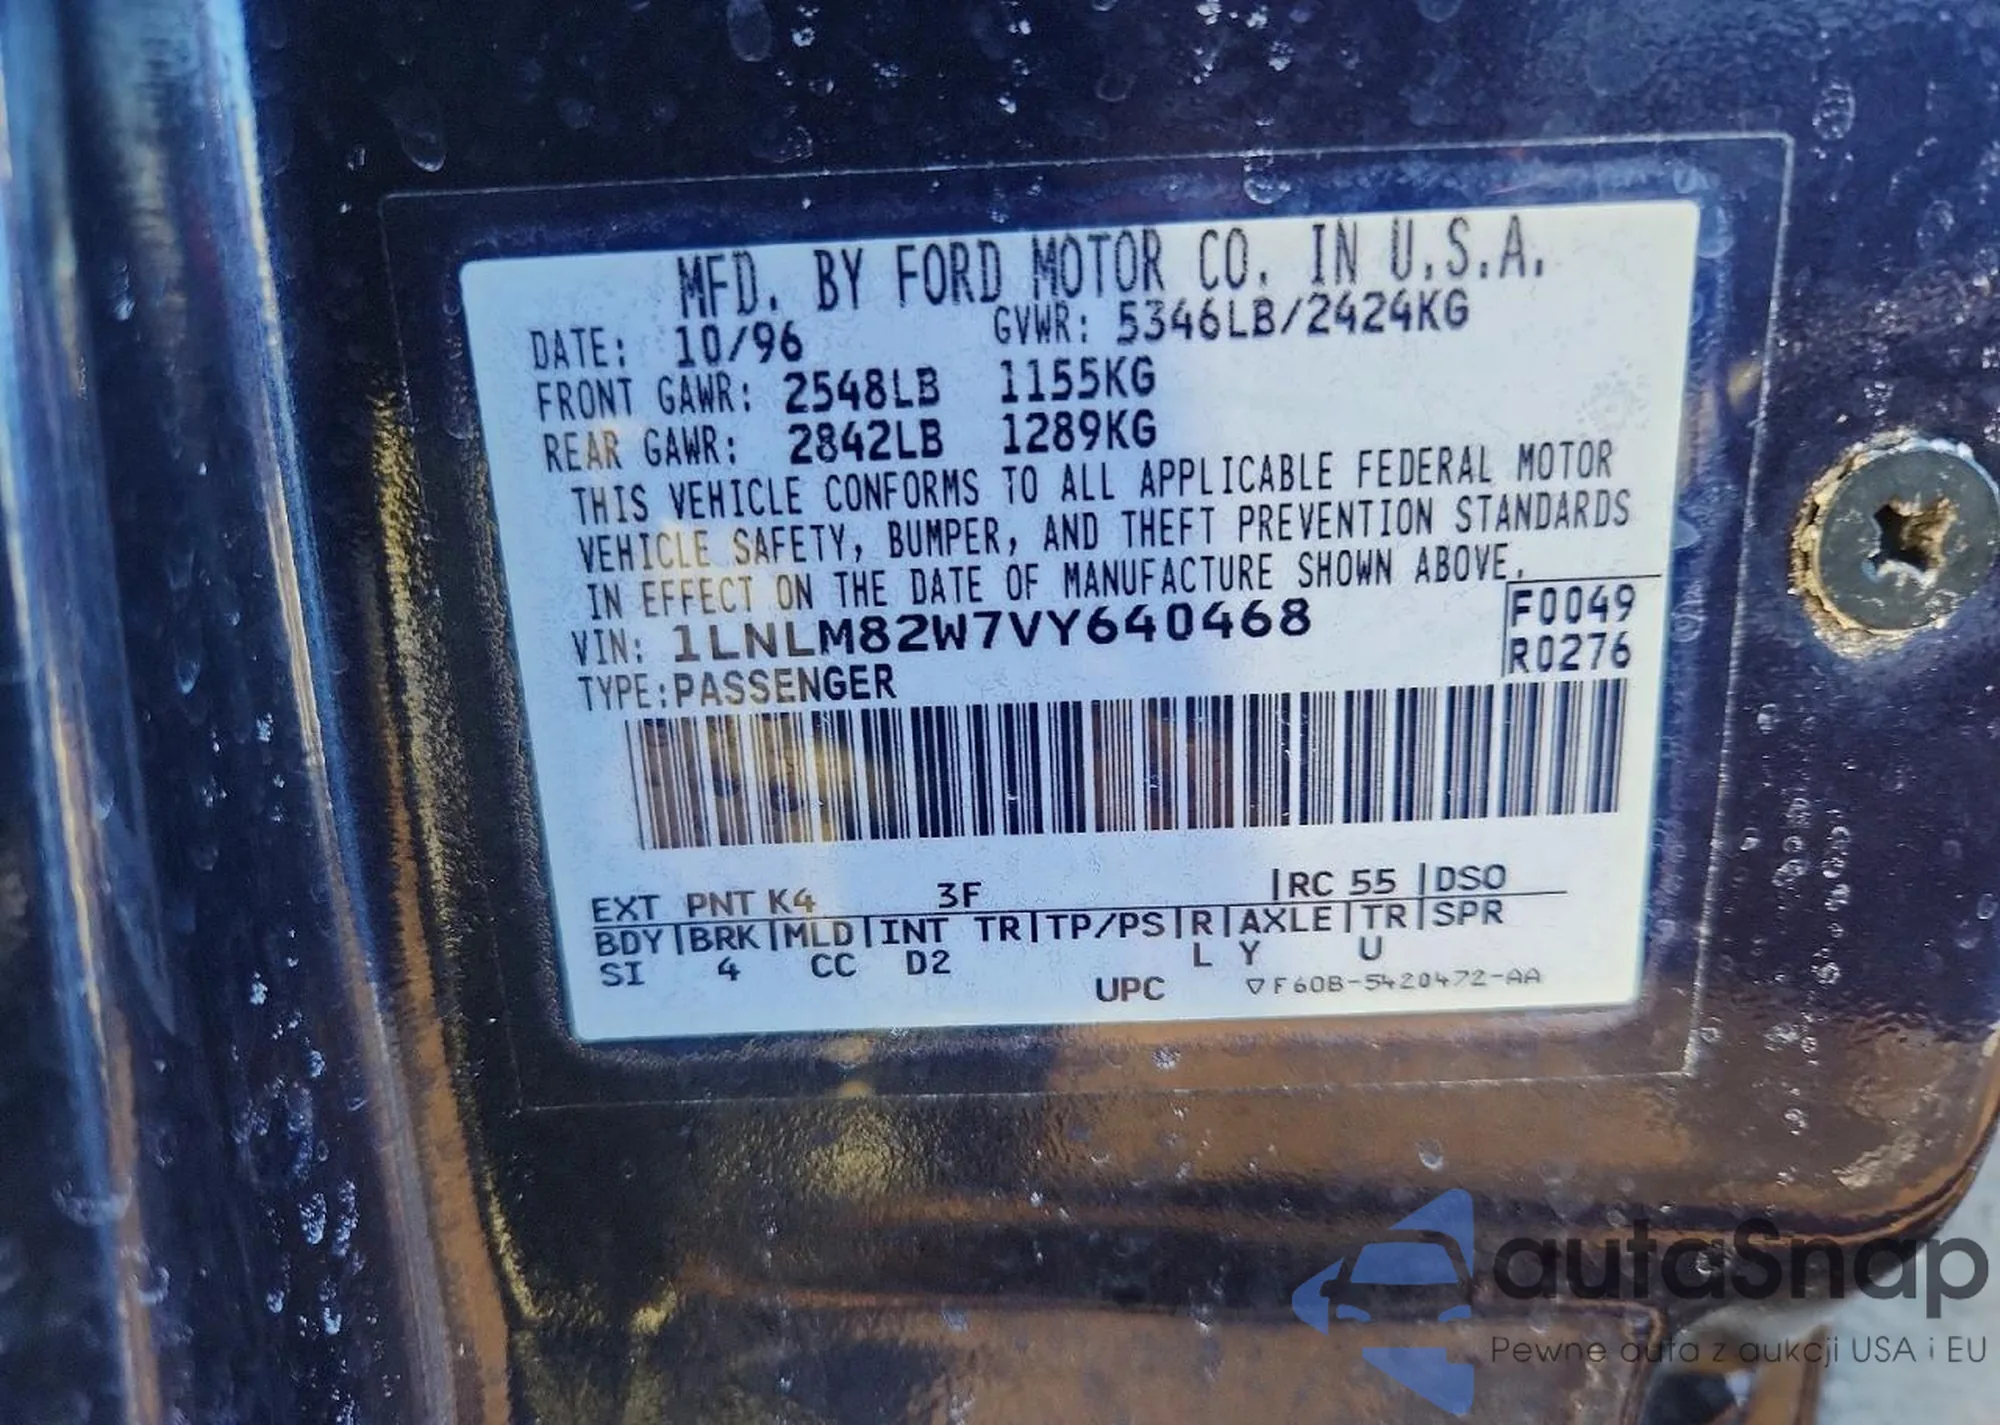 MFD. BY FORD MOTOR CO. IN U.S.A.
DATE: 10/96 GVWR: 5346LB/2424KG
FRONT GAWR: 2548LB 1155KG
REAR GAWR: 2842LB 1289KG
THIS VEHICLE CONFORMS TO ALL APPLICABLE FEDERAL MOTOR
VEHICLE SAFETY, BUMPER, AND THEFT PREVENTION STANDARDS
IN EFFECT ON THE DATE OF MANUFACTURE SHOWN ABOVE.
VIN: 1LNLM82W7VY640468 F0049
TYPE:PASSENGER R0276
EXT PNT K4 3F |RC 55 |DSO
BDY|BRK|MLD|INT TR|TP/PS|R|AXLE|TR|SPR
SI 4 CC D2 L Y U
UPC ▽F60B-5420472-AA
autaSnap
Pewne auta z aukcji USA i EU